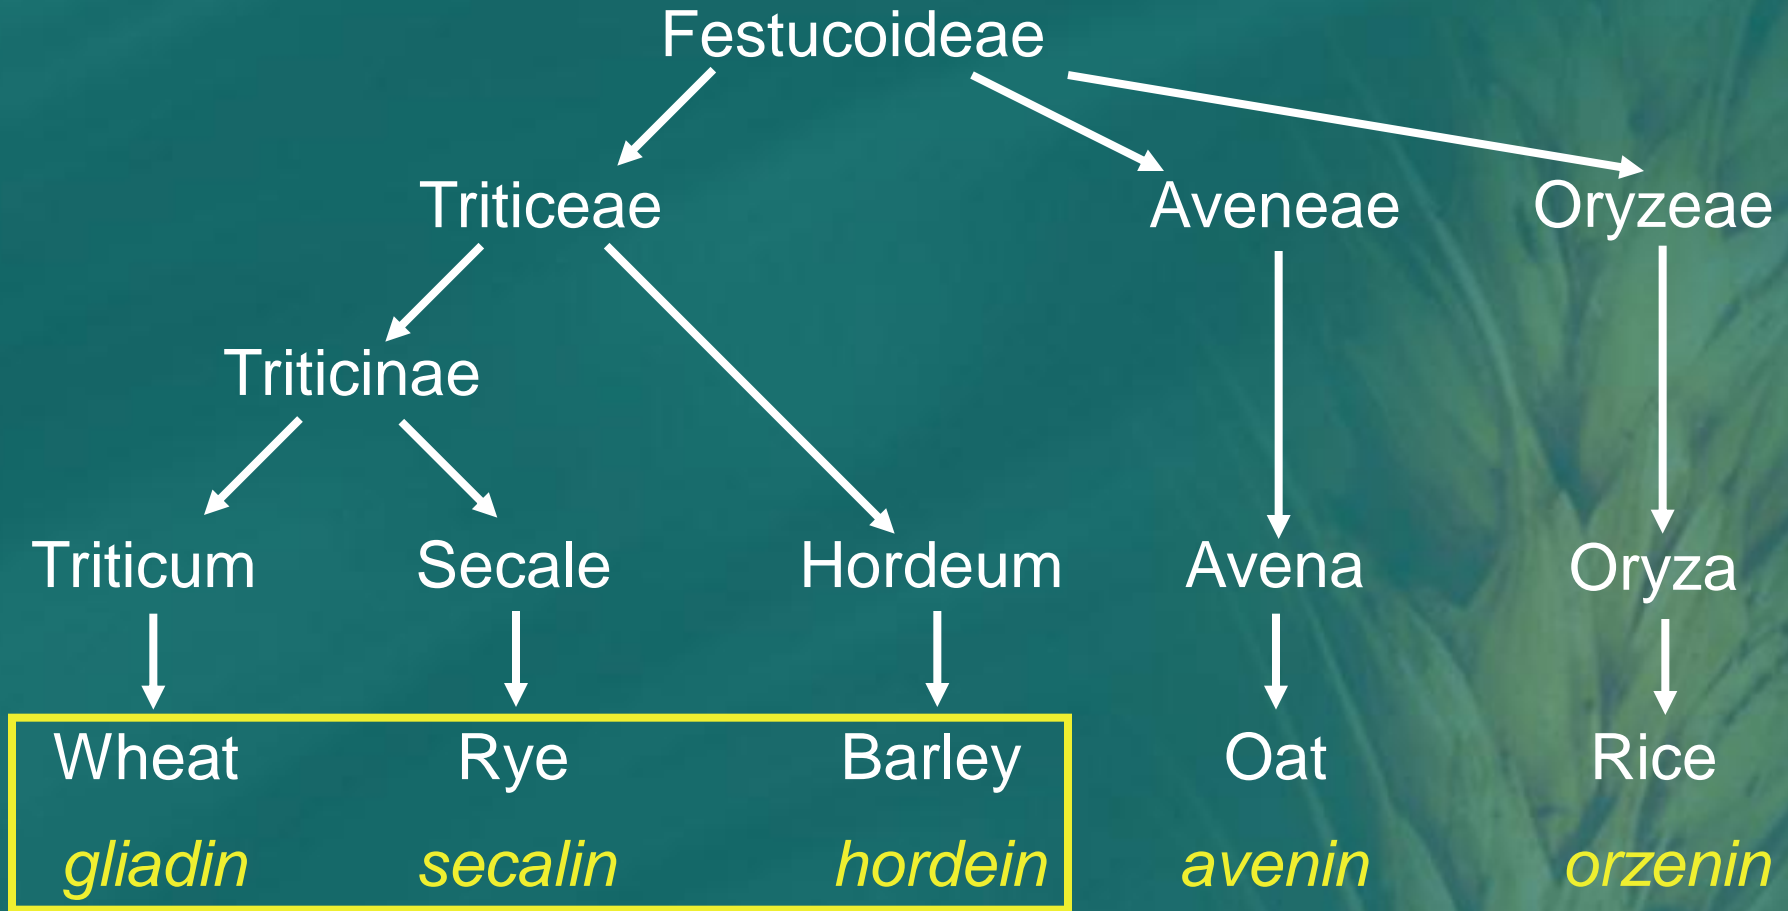 Festucoideae
Triticeae Aveneae Oryzeae
Triticinae
Triticum Secale Hordeum Avena Oryza
Wheat Rye Barley Oat Rice
gliadin secalin hordein avenin orzenin